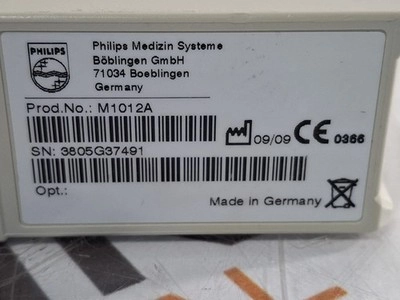 PHILIPS
Philips Medizin Systeme
Böblingen GmbH
71034 Boeblingen
Germany
Prod.No.: M1012A
09/09 CE 0366
SN: 3805G37491
Opt.:
Made in Germany